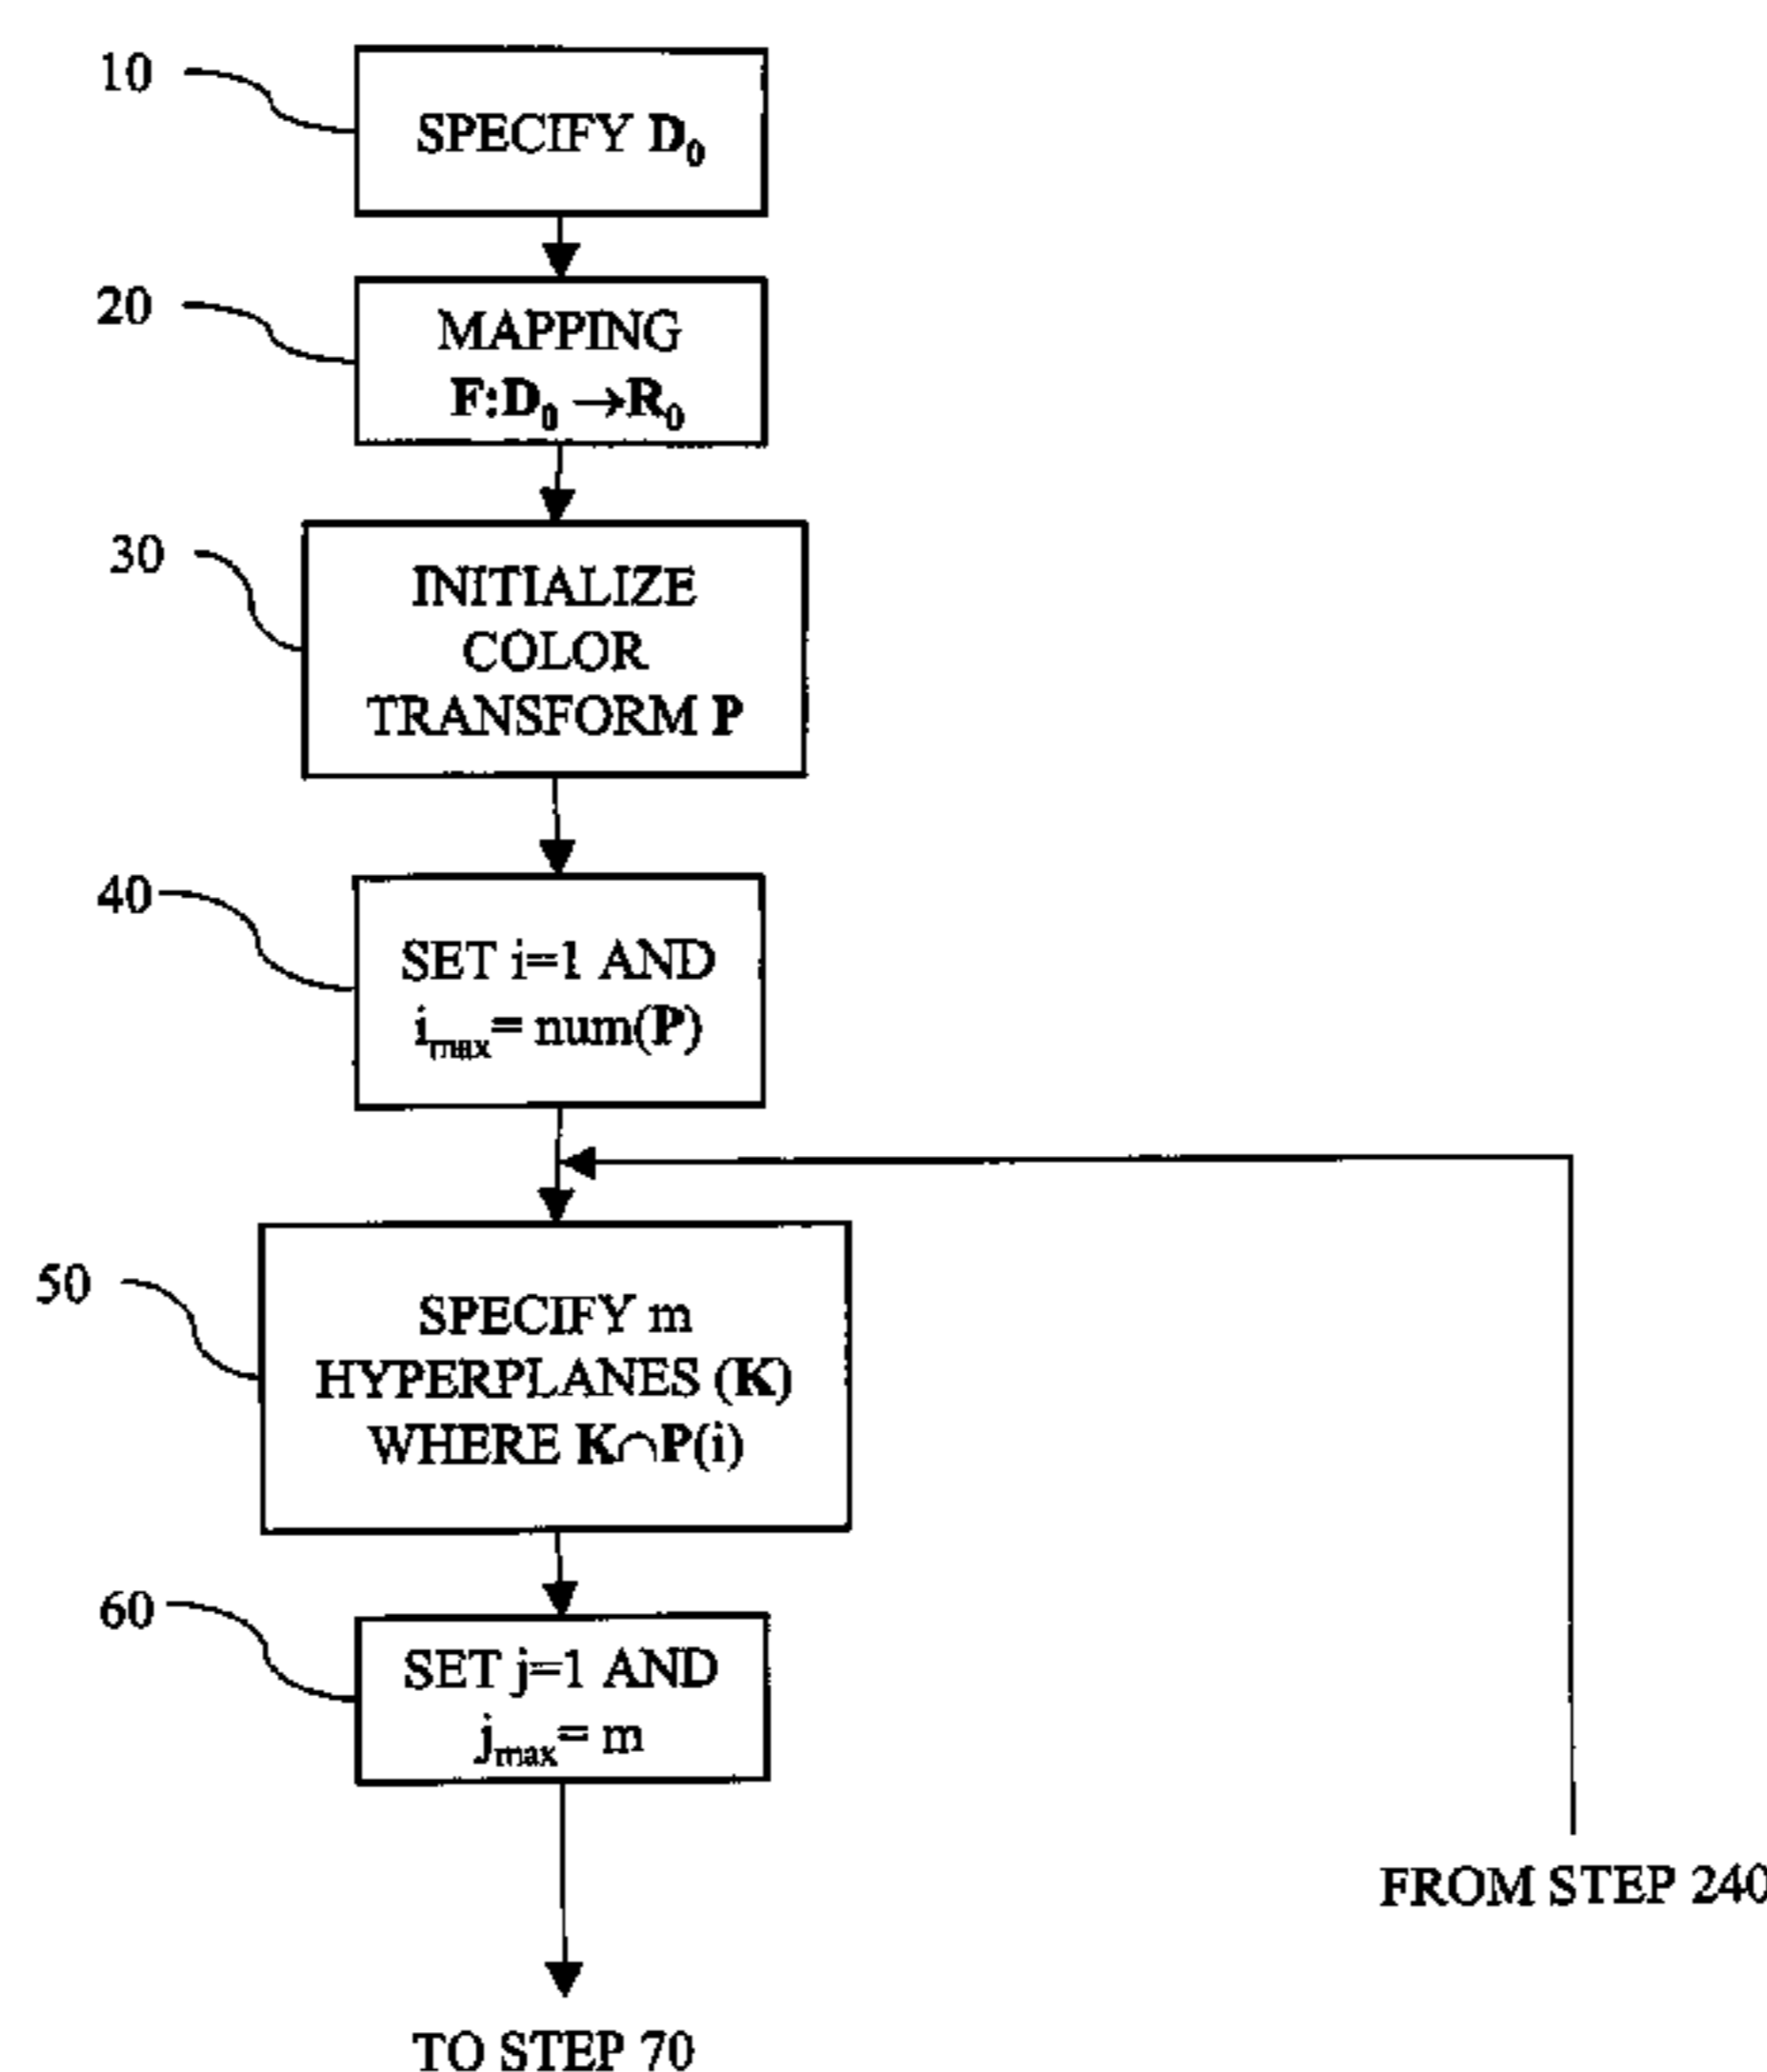 10
SPECIFY D₀
20
MAPPING
F:D₀ →R₀
30
INITIALIZE
COLOR
TRANSFORM P
40
SET i=1 AND
iₘₐₓ= num(P)
50
SPECIFY m
HYPERPLANES (K)
WHERE K∩P(i)
60
SET j=1 AND
jₘₐₓ= m
FROM STEP 240
TO STEP 70